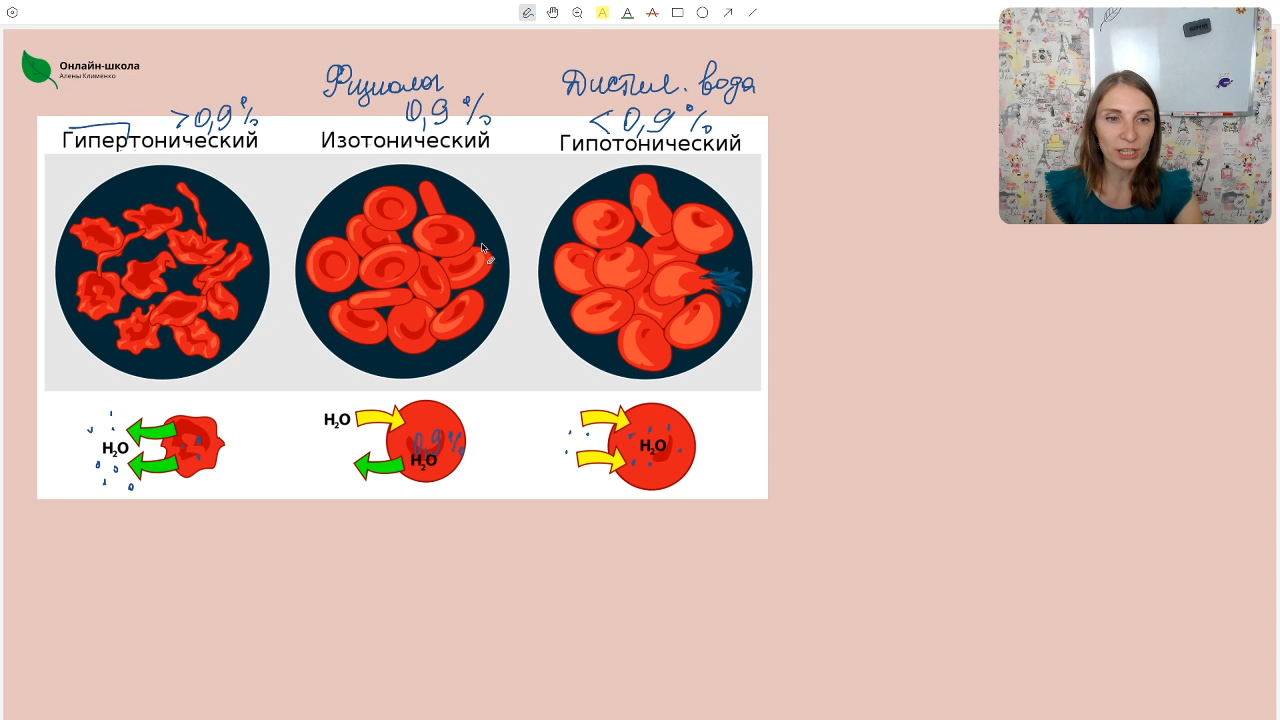 Онлайн-школа
Алены Клименко
Дистил. вода
>0,9% 0,9% <0,9%
Гипертонический Изотонический Гипотонический
H2O H2O 0,9% H2O H2O